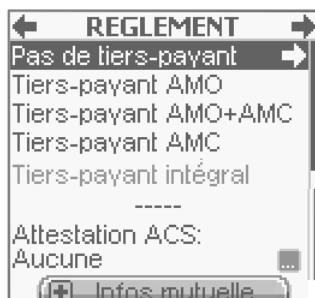 REGLEMENT
Pas de tiers-payant
Tiers-payant AMO
Tiers-payant AMO+AMC
Tiers-payant AMC
Tiers-payant intégral
-----
Attestation ACS:
Aucune ...
+ Infos mutuelle